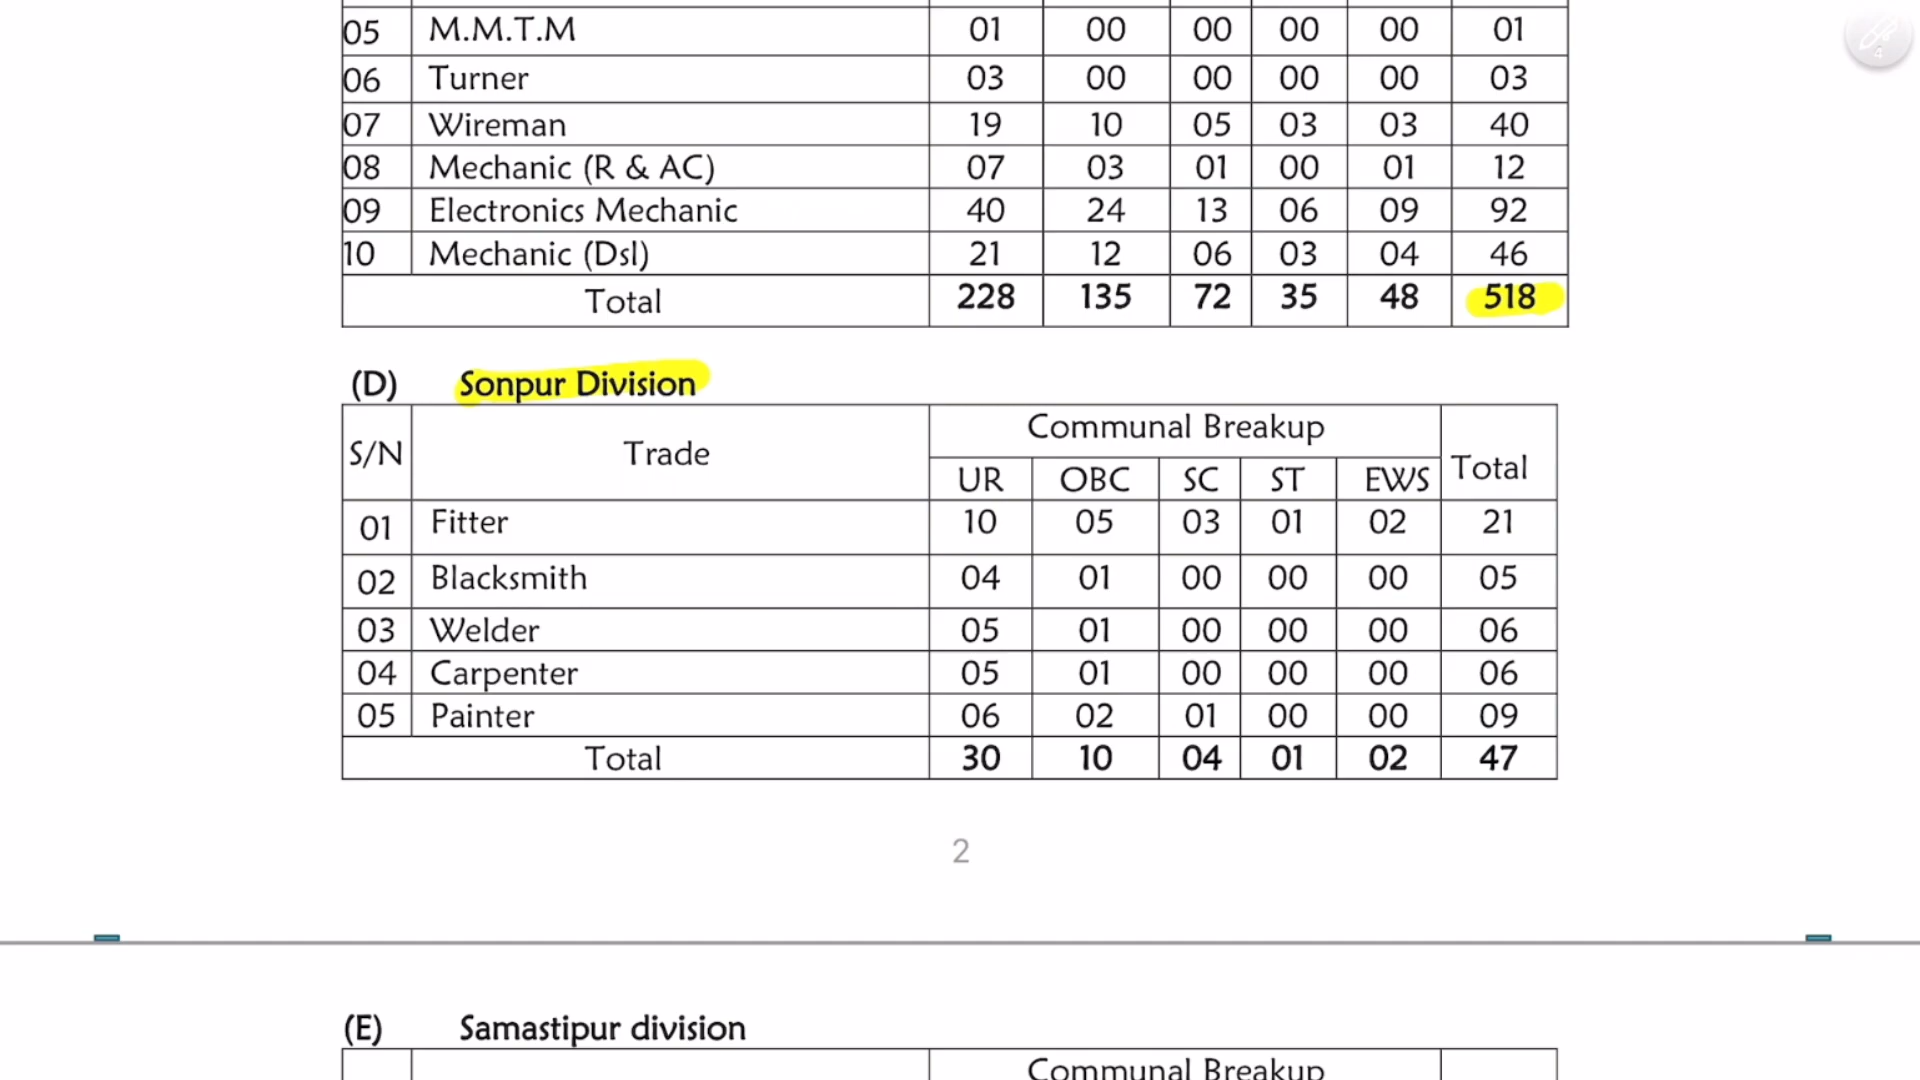 05 M.M.T.M 01 00 00 00 00 01
06 Turner 03 00 00 00 00 03
07 Wireman 19 10 05 03 03 40
08 Mechanic (R & AC) 07 03 01 00 01 12
09 Electronics Mechanic 40 24 13 06 09 92
10 Mechanic (Dsl) 21 12 06 03 04 46
Total 228 135 72 35 48 518
(D) Sonpur Division
S/N Trade Communal Breakup Total
UR OBC SC ST EWS
01 Fitter 10 05 03 01 02 21
02 Blacksmith 04 01 00 00 00 05
03 Welder 05 01 00 00 00 06
04 Carpenter 05 01 00 00 00 06
05 Painter 06 02 01 00 00 09
Total 30 10 04 01 02 47
2
(E) Samastipur division
Communal Breakup
4